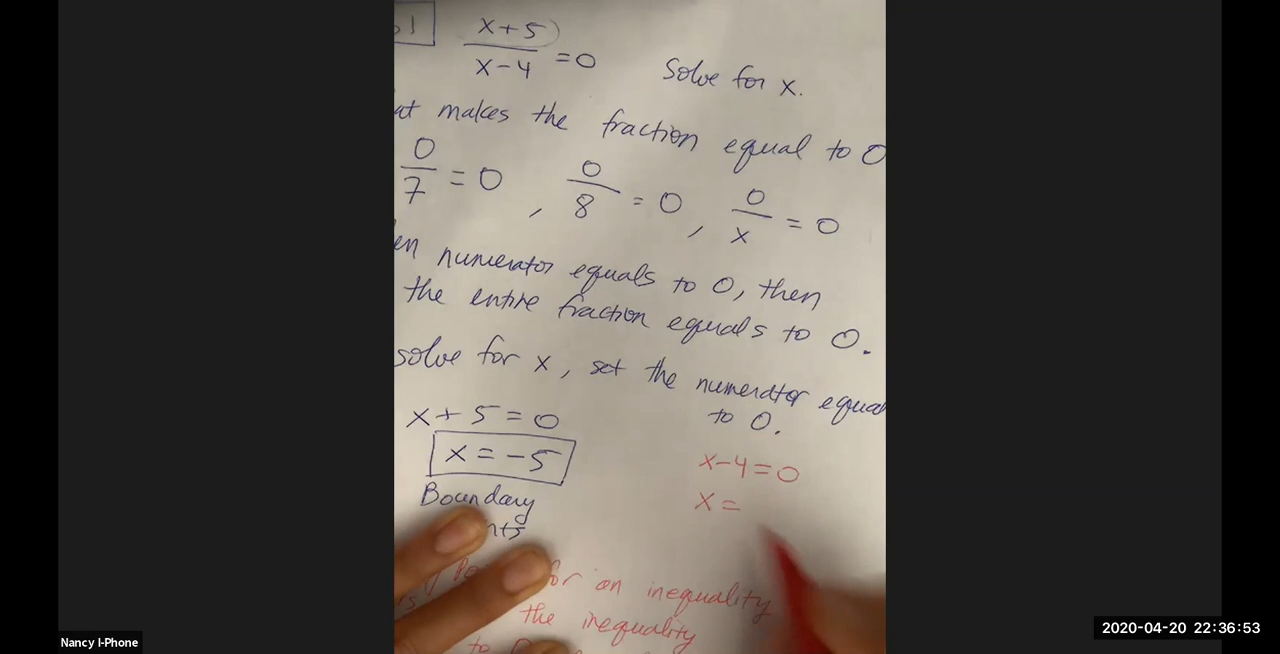 x+5
x-4 =0 Solve for x.
makes the fraction equal to 0
0/7 = 0 , 0/8 = 0 , 0/x = 0
numerator equals to 0, then
the entire fraction equals to 0.
solve for x, set the numerator equal
to 0.
x+5=0
x=-5
x-4=0
x=
Boundary
for an inequality
the inequality
to
Nancy I-Phone
2020-04-20 22:36:53